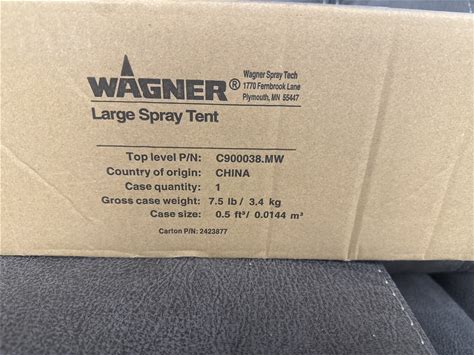 WAGNER®
Wagner Spray Tech
1770 Fernbrook Lane
Plymouth, MN 55447
Large Spray Tent
Top level P/N: C900038.MW
Country of origin: CHINA
Case quantity: 1
Gross case weight: 7.5 lb / 3.4 kg
Case size: 0.5 ft³/ 0.0144 m³
Carton P/N: 2423877